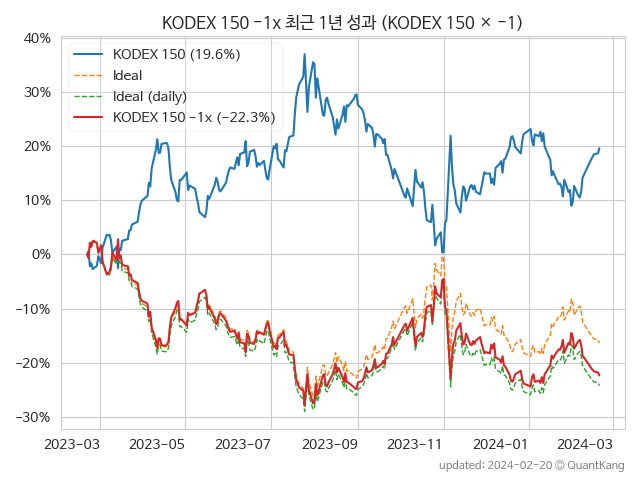 KODEX 150 −1x 최근 1년 성과 (KODEX 150 × −1)
KODEX 150 (19.6%)
Ideal
Ideal (daily)
KODEX 150 −1x (−22.3%)
40%
30%
20%
10%
0%
−10%
−20%
−30%
2023-03 2023-05 2023-07 2023-09 2023-11 2024-01 2024-03
updated: 2024-02-20 © QuantKang